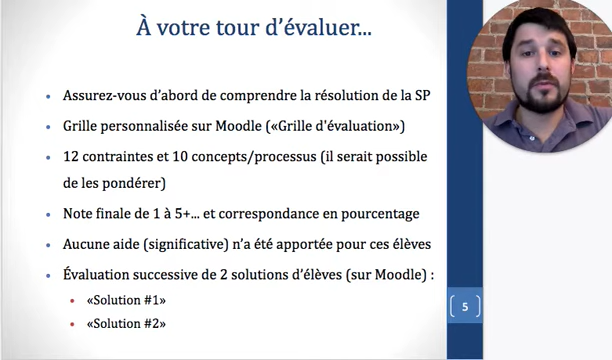 À votre tour d’évaluer...
• Assurez-vous d’abord de comprendre la résolution de la SP
• Grille personnalisée sur Moodle («Grille d'évaluation»)
• 12 contraintes et 10 concepts/processus (il serait possible
de les pondérer)
• Note finale de 1 à 5+... et correspondance en pourcentage
• Aucune aide (significative) n’a été apportée pour ces élèves
• Évaluation successive de 2 solutions d’élèves (sur Moodle) :
• «Solution #1»
• «Solution #2»
5